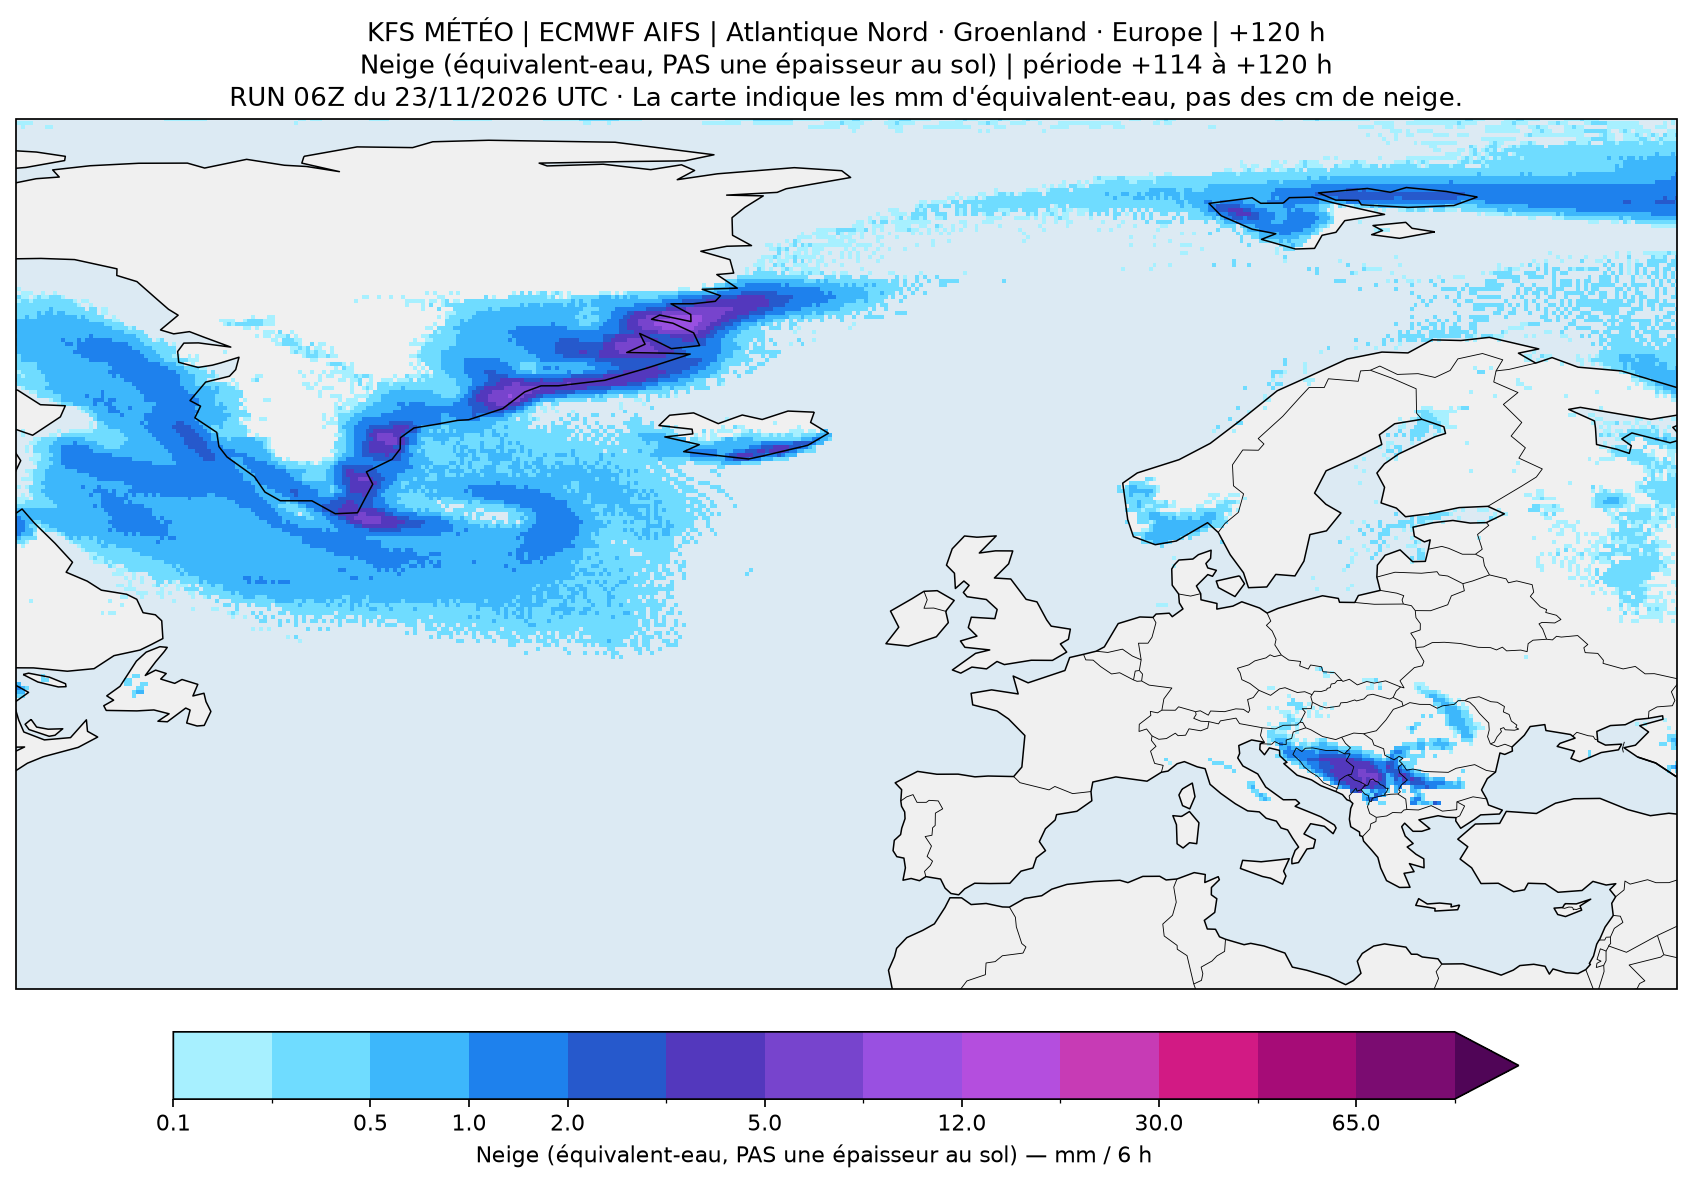 KFS MÉTÉO | ECMWF AIFS | Atlantique Nord · Groenland · Europe | +120 h
Neige (équivalent-eau, PAS une épaisseur au sol) | période +114 à +120 h
RUN 06Z du 23/11/2026 UTC · La carte indique les mm d'équivalent-eau, pas des cm de neige.
0.1 0.5 1.0 2.0 5.0 12.0 30.0 65.0
Neige (équivalent-eau, PAS une épaisseur au sol) — mm / 6 h